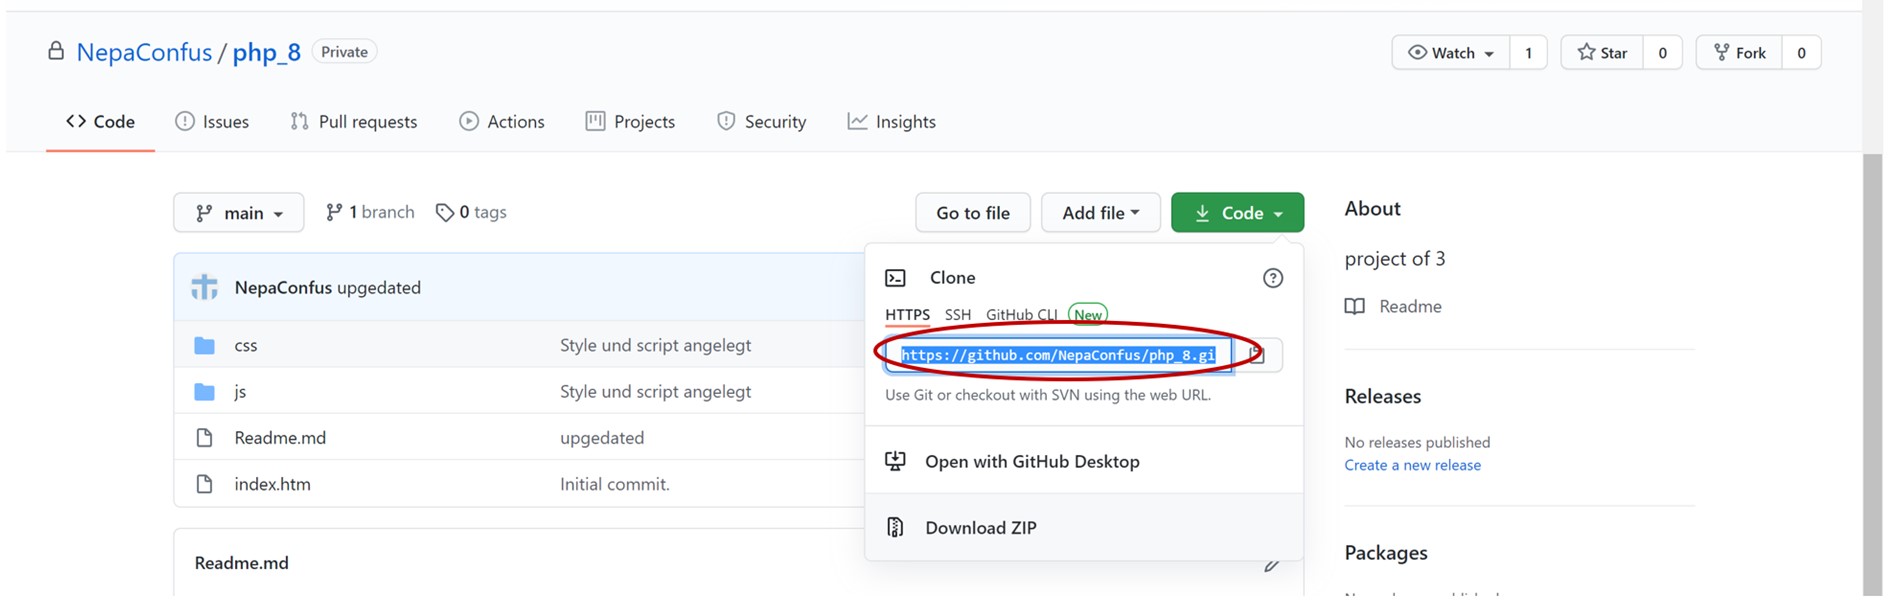 NepaConfus / php_8 Private
Watch 1 Star 0 Fork 0
Code Issues Pull requests Actions Projects Security Insights
main 1 branch 0 tags Go to file Add file Code
NepaConfus upgedated
css Style und script angelegt
js Style und script angelegt
Readme.md upgedated
index.htm Initial commit.
Readme.md
Clone
HTTPS SSH GitHub CLI New
https://github.com/NepaConfus/php_8.gi
Use Git or checkout with SVN using the web URL.
Open with GitHub Desktop
Download ZIP
About
project of 3
Readme
Releases
No releases published
Create a new release
Packages